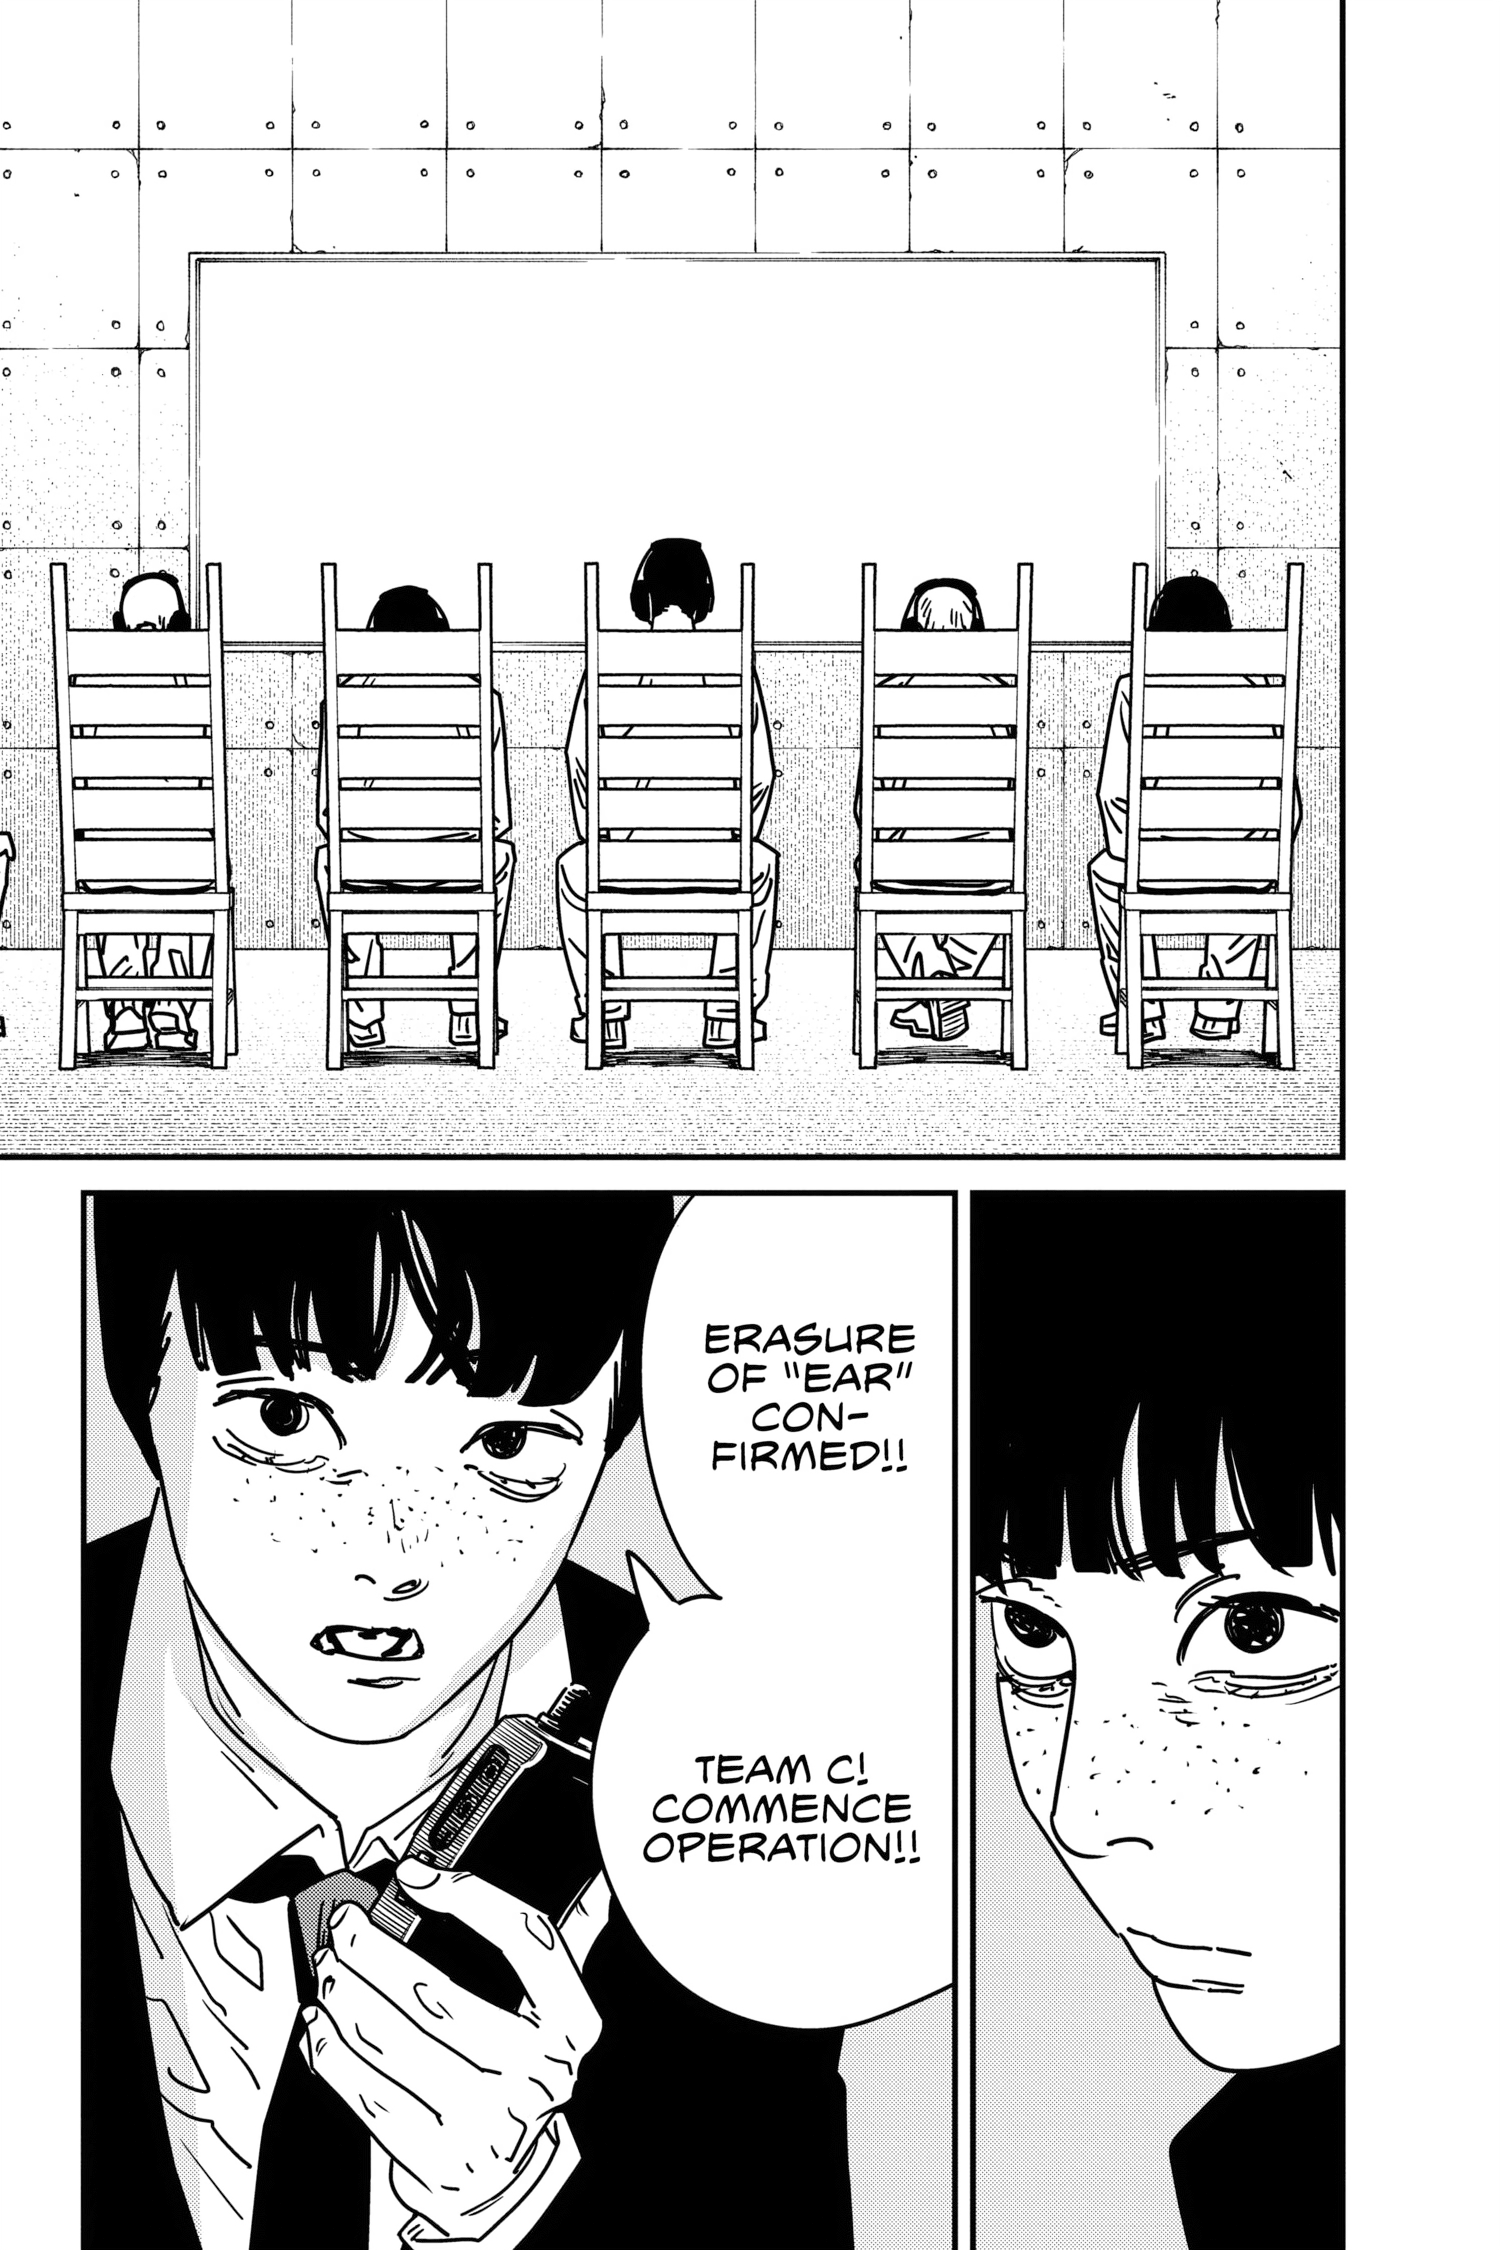 ERASURE
OF "EAR"
CON-
FIRMED!!
TEAM C!
COMMENCE
OPERATION!!